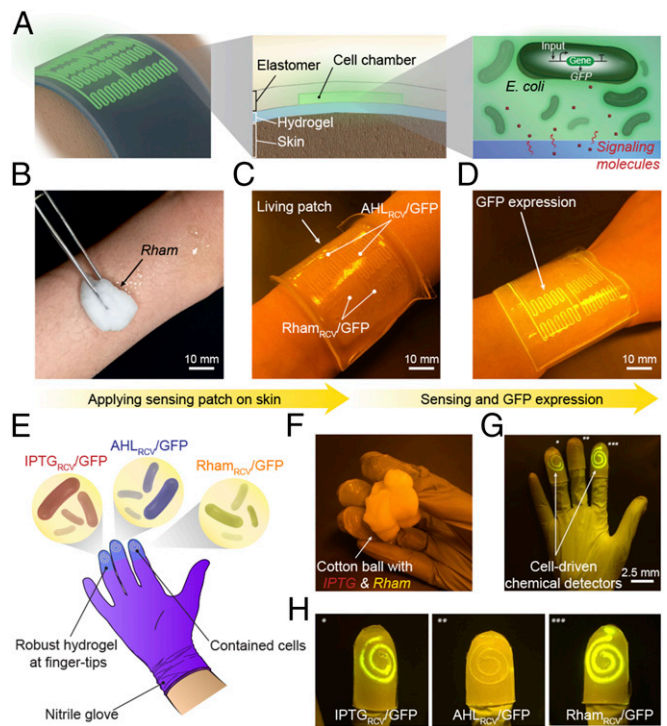 A
Elastomer
Cell chamber
Hydrogel
Skin
Input
Gene
GFP
E. coli
Signaling
molecules
B
Rham
10 mm
C
Living patch
AHLRCV/GFP
RhamRCV/GFP
10 mm
D
GFP expression
10 mm
Applying sensing patch on skin
Sensing and GFP expression
E
IPTGRCV/GFP
AHLRCV/GFP
RhamRCV/GFP
Robust hydrogel
at finger-tips
Contained cells
Nitrile glove
F
Cotton ball with
IPTG & Rham
G
*
**
***
Cell-driven
chemical detectors
2.5 mm
H
*
IPTGRCV/GFP
**
AHLRCV/GFP
***
RhamRCV/GFP